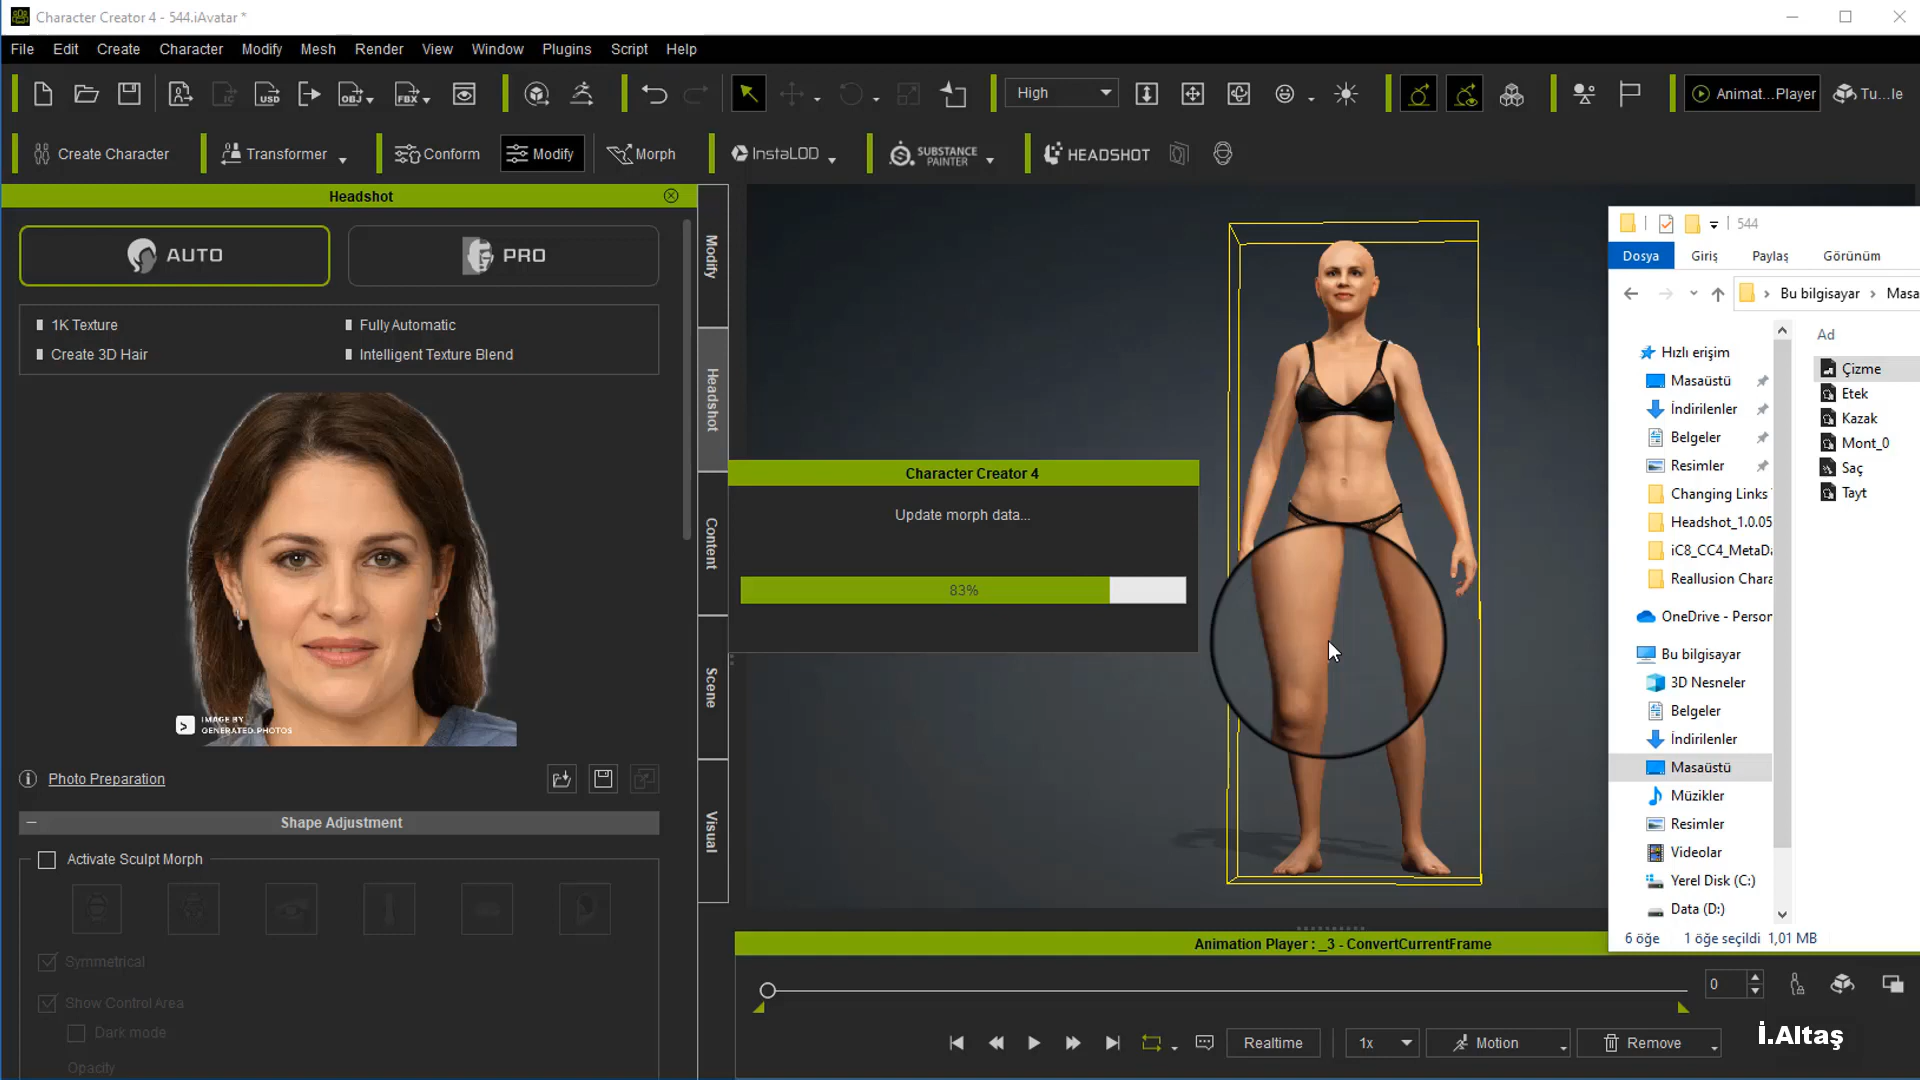 Character Creator 4 - 544.iAvatar *
File Edit Create Character Modify Mesh Render View Window Plugins Script Help
IC USD OBJ FBX High Animat...Player Tu...le
Create Character Transformer Conform Modify Morph InstaLOD SUBSTANCE PAINTER HEADSHOT
Headshot
AUTO PRO
1K Texture Fully Automatic
Create 3D Hair Intelligent Texture Blend
IMAGE BY
GENERATED.PHOTOS
Photo Preparation
Shape Adjustment
Activate Sculpt Morph
Symmetrical
Show Control Area
Dark mode
Opacity
Modify
Headshot
Content
Scene
Visual
Character Creator 4
Update morph data...
83%
544
Dosya Giriş Paylaş Görünüm
Bu bilgisayar Masa
Ad
Hızlı erişim
Masaüstü
İndirilenler
Belgeler
Resimler
Changing Links
Headshot_1.0.05
iC8_CC4_MetaDa
Reallusion Chara
OneDrive - Person
Bu bilgisayar
3D Nesneler
Belgeler
İndirilenler
Masaüstü
Müzikler
Resimler
Videolar
Yerel Disk (C:)
Data (D:)
Çizme
Etek
Kazak
Mont_0
Saç
Tayt
6 öğe 1 öğe seçildi 1,01 MB
Animation Player : _3 - ConvertCurrentFrame
0
Realtime 1x Motion Remove
İ.Altaş